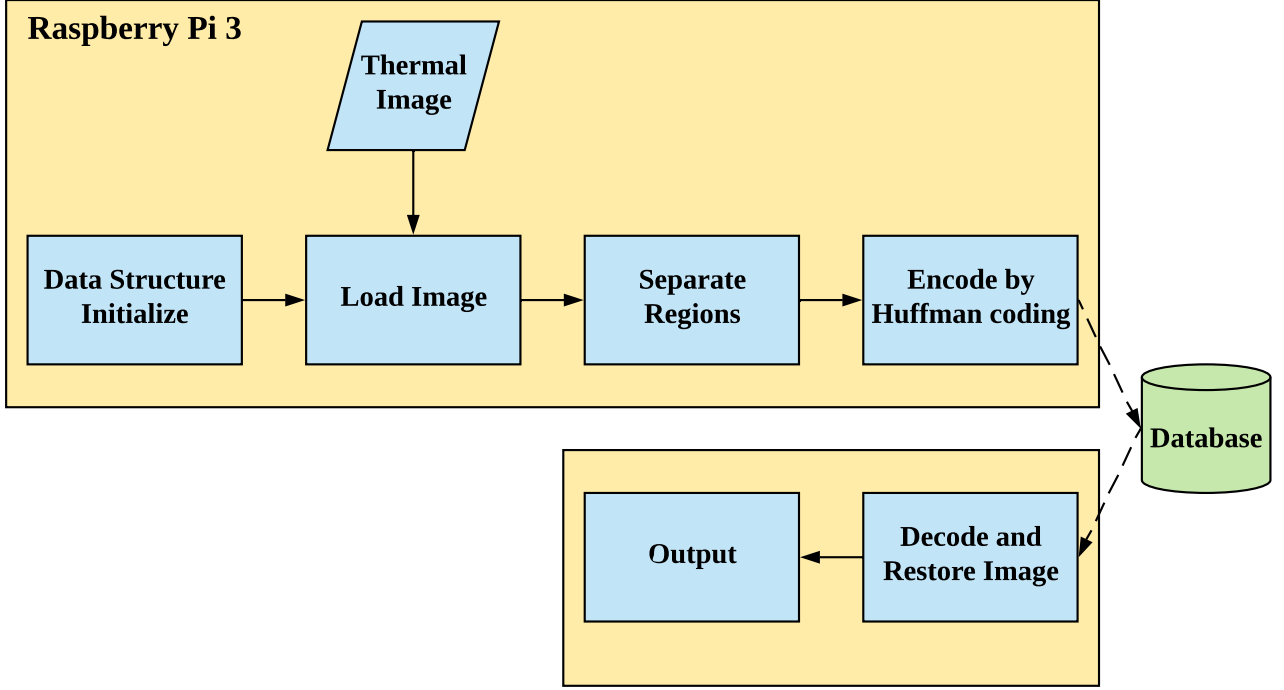 Raspberry Pi 3
Thermal
Image
Data Structure
Initialize
Load Image
Separate
Regions
Encode by
Huffman coding
Database
Output
Decode and
Restore Image